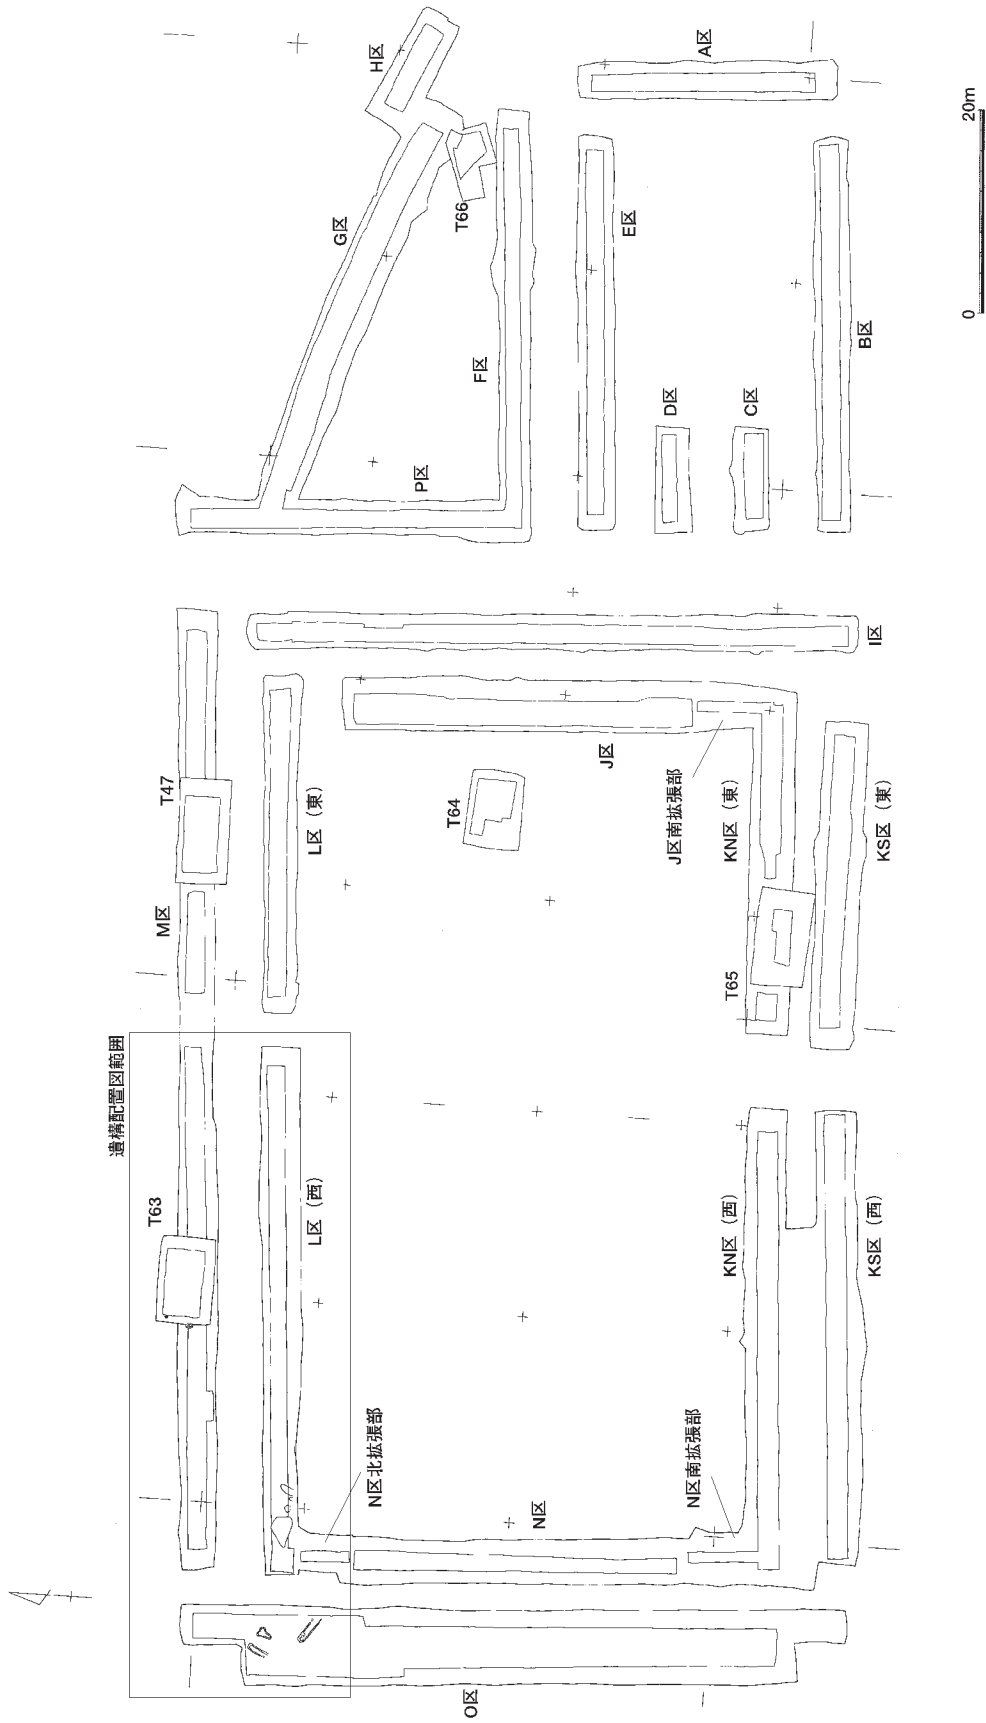 遺構配置図範囲
T63
M区
T47
L区（西）
L区（東）
N区北拡張部
N区
N区南拡張部
O区
KN区（西）
KS区（西）
T64
T65
J区
J区南拡張部
KN区（東）
KS区（東）
I区
H区
G区
T66
F区
P区
A区
E区
D区
C区
B区
0
20m